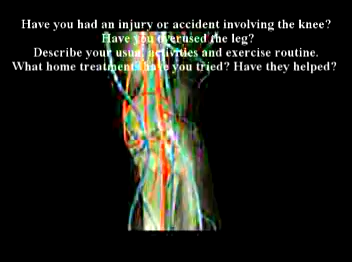 Have you had an injury or accident involving the knee?
Have you overused the leg?
Describe your usual activities and exercise routine.
What home treatments have you tried? Have they helped?